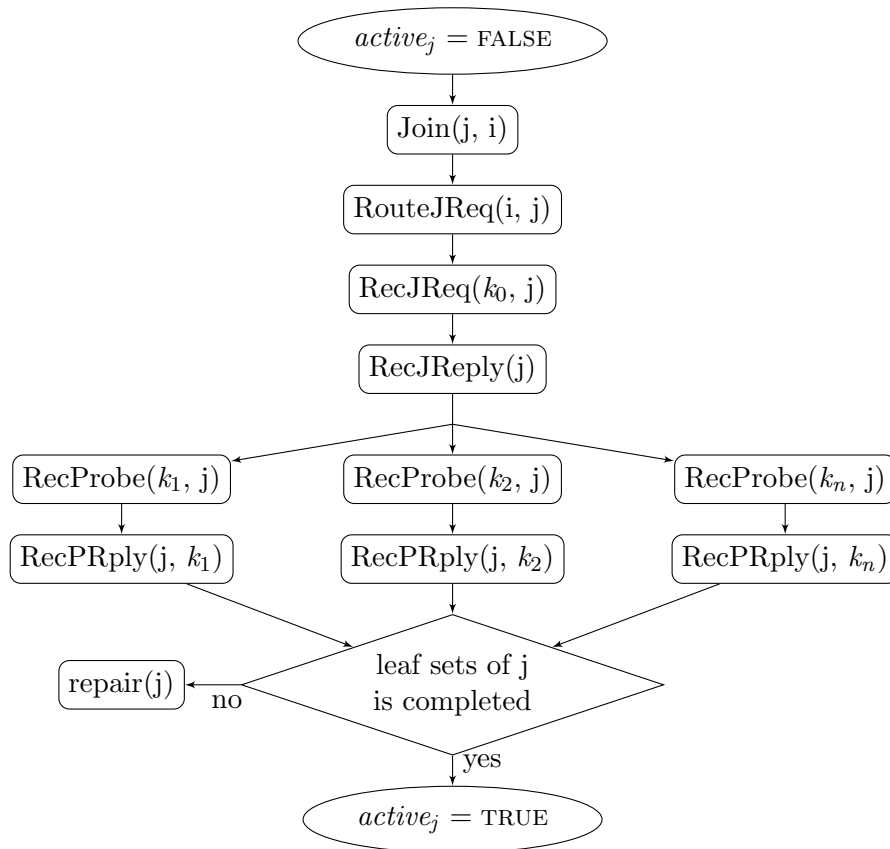 active_j = FALSE
Join(j, i)
RouteJReq(i, j)
RecJReq(k_0, j)
RecJReply(j)
RecProbe(k_1, j)
RecProbe(k_2, j)
RecProbe(k_n, j)
RecPRply(j, k_1)
RecPRply(j, k_2)
RecPRply(j, k_n)
leaf sets of j
is completed
repair(j)
no
yes
active_j = TRUE